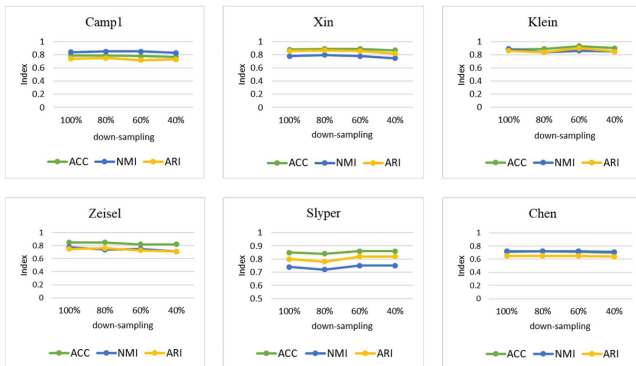 Camp1
1
0.8
0.6
0.4
0.2
0
Index
100% 80% 60% 40%
down-sampling
ACC NMI ARI
Xin
1
0.8
0.6
0.4
0.2
0
Index
100% 80% 60% 40%
down-sampling
ACC NMI ARI
Klein
1
0.8
0.6
0.4
0.2
0
Index
100% 80% 60% 40%
down-sampling
ACC NMI ARI
Zeisel
1
0.8
0.6
0.4
0.2
0
Index
100% 80% 60% 40%
down-sampling
ACC NMI ARI
Slyper
1
0.9
0.8
0.7
0.6
0.5
Index
100% 80% 60% 40%
down-sampling
ACC NMI ARI
Chen
1
0.8
0.6
0.4
0.2
0
Index
100% 80% 60% 40%
down-sampling
ACC NMI ARI